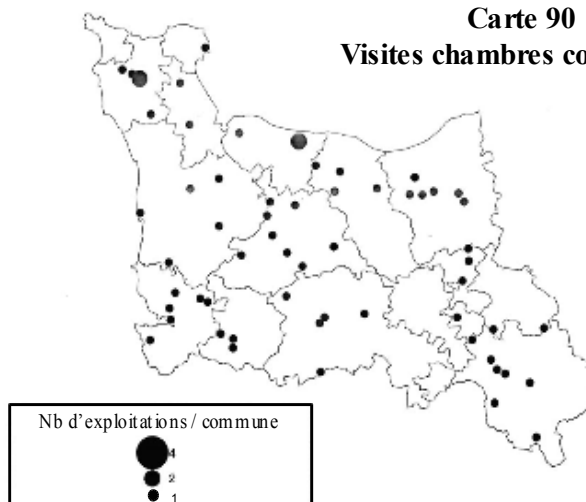 Carte 90
Visites chambres co
Nb d'exploitations / commune
4
2
1